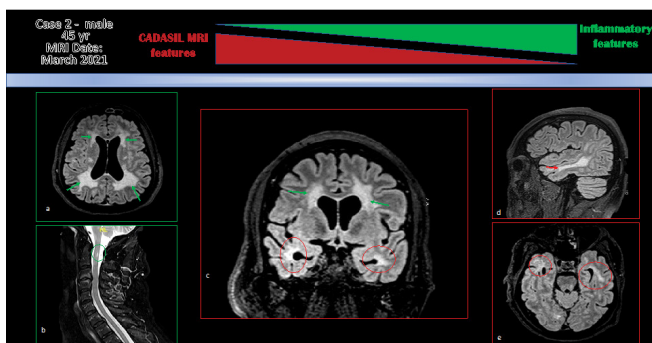 Case 2 - male
45 yr
MRI Date:
March 2021
CADASIL MRI
features
Inflammatory
features
a
b
c
d
e